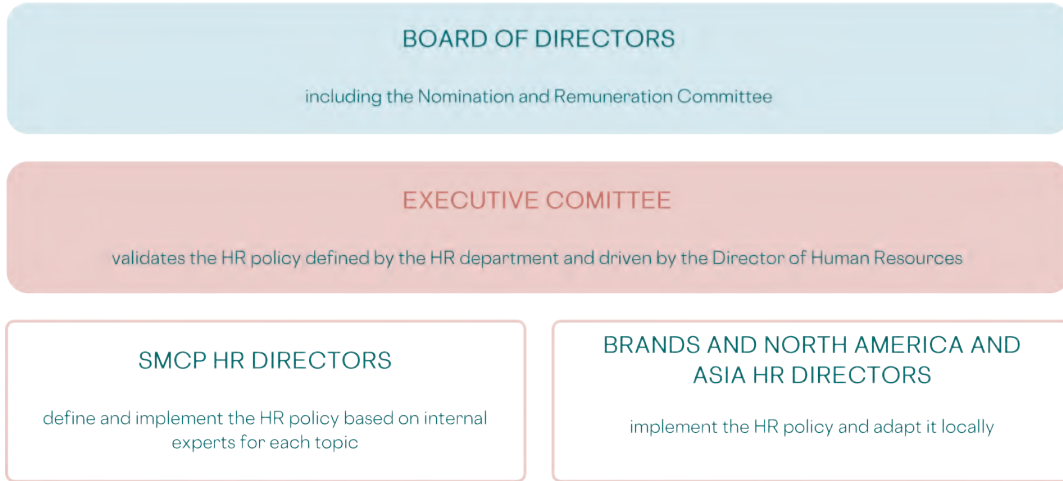 BOARD OF DIRECTORS
including the Nomination and Remuneration Committee
EXECUTIVE COMITTEE
validates the HR policy defined by the HR department and driven by the Director of Human Resources
SMCP HR DIRECTORS
define and implement the HR policy based on internal
experts for each topic
BRANDS AND NORTH AMERICA AND
ASIA HR DIRECTORS
implement the HR policy and adapt it locally